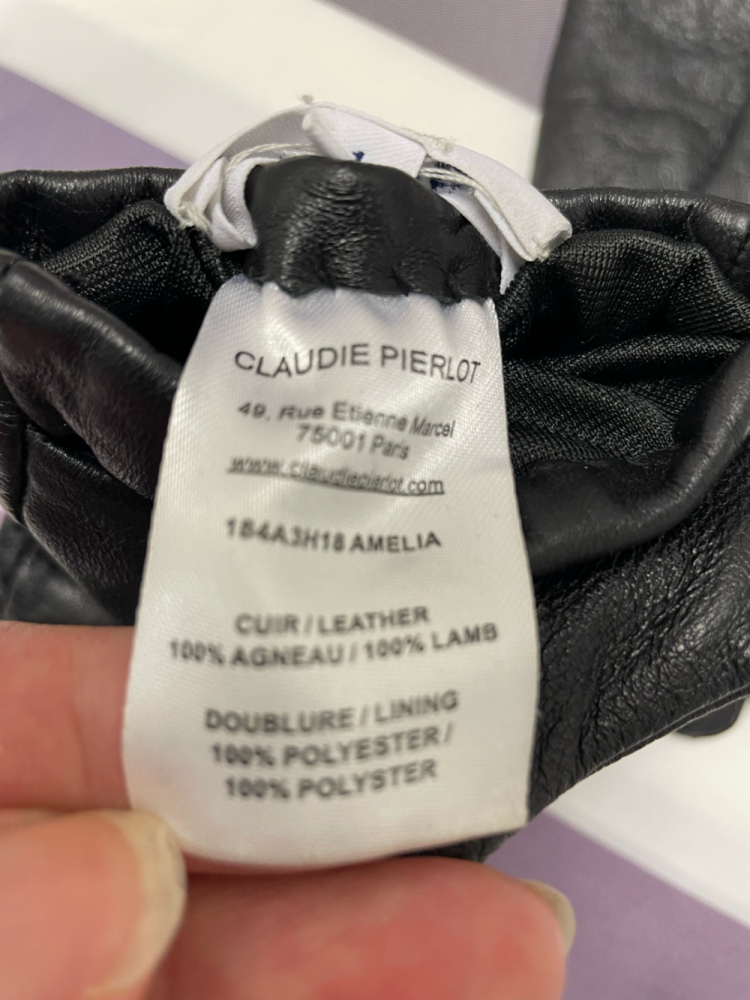 CLAUDIE PIERLOT
49, Rue Etienne Marcel
75001 Paris
www.claudiepierlot.com
184A3H18 AMELIA
CUIR / LEATHER
100% AGNEAU / 100% LAMB
DOUBLURE / LINING
100% POLYESTER /
100% POLYSTER